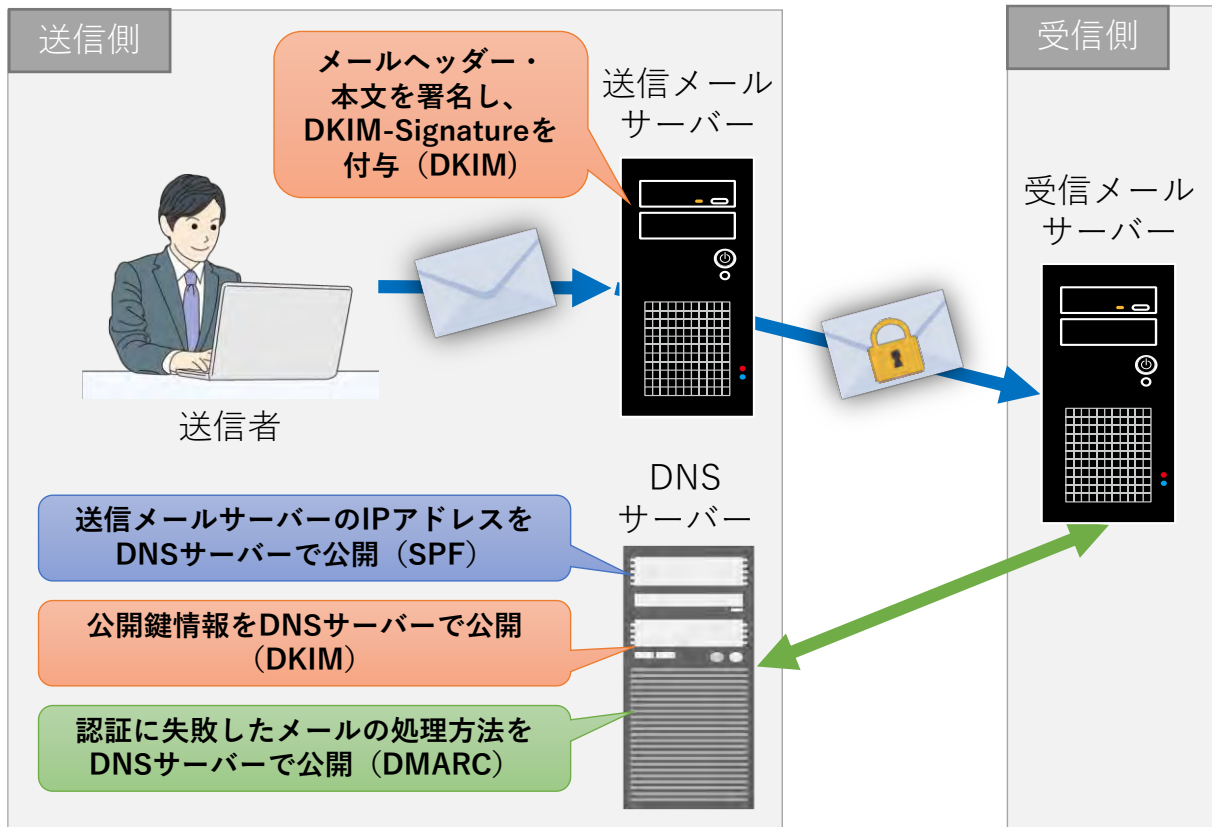 送信側
受信側
メールヘッダー・
本文を署名し、
DKIM-Signatureを
付与（DKIM）
送信メール
サーバー
受信メール
サーバー
送信者
DNS
サーバー
送信メールサーバーのIPアドレスを
DNSサーバーで公開（SPF）
公開鍵情報をDNSサーバーで公開
（DKIM）
認証に失敗したメールの処理方法を
DNSサーバーで公開（DMARC）